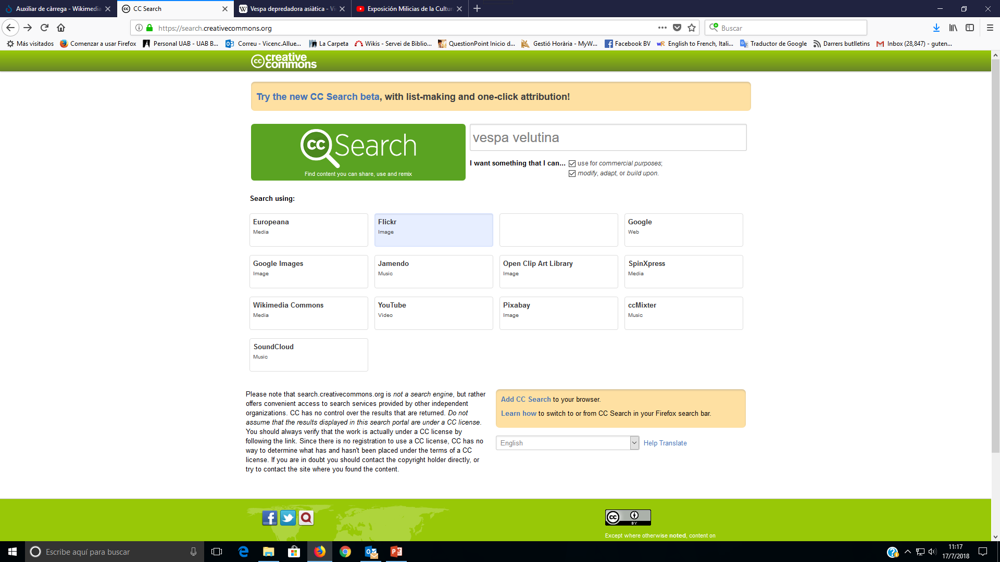 Auxiliar de càrrega - Wikimedia
CC Search
Vespa depredadora asiàtica - Vi
Exposición Milicias de la Cultur
https://search.creativecommons.org
Buscar
Más visitados
Comenzar a usar Firefox
Personal UAB - UAB B...
Correu - Vicenc.Allue...
La Carpeta
Wikis - Servei de Biblio...
QuestionPoint Inicio d...
Gestió Horària - MyW...
Facebook BV
English to French, Itali...
Traductor de Google
Darrers butlletins
Inbox (28,847) - guten...
cc creative
commons
Try the new CC Search beta, with list-making and one-click attribution!
cc Search
Find content you can share, use and remix
vespa velutina
I want something that I can... use for commercial purposes;
modify, adapt, or build upon.
Search using:
Europeana
Media
Flickr
Image
Google
Web
Google Images
Image
Jamendo
Music
Open Clip Art Library
Image
SpinXpress
Media
Wikimedia Commons
Media
YouTube
Video
Pixabay
Image
ccMixter
Music
SoundCloud
Music
Please note that search.creativecommons.org is not a search engine, but rather
offers convenient access to search services provided by other independent
organizations. CC has no control over the results that are returned. Do not
assume that the results displayed in this search portal are under a CC license.
You should always verify that the work is actually under a CC license by
following the link. Since there is no registration to use a CC license, CC has no
way to determine what has and hasn't been placed under the terms of a CC
license. If you are in doubt you should contact the copyright holder directly, or
try to contact the site where you found the content.
Add CC Search to your browser.
Learn how to switch to or from CC Search in your Firefox search bar.
English
Help Translate
cc
BY
Except where otherwise noted, content on
Escribe aquí para buscar
11:17
17/7/2018